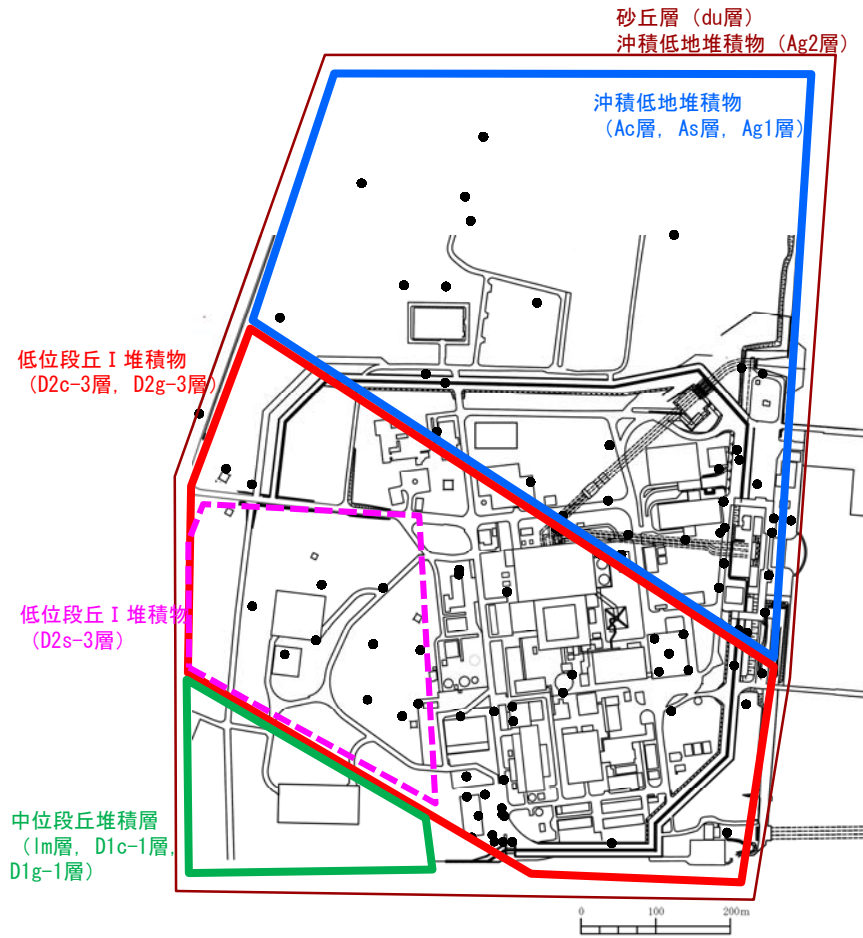 砂丘層（du層）
沖積低地堆積物（Ag2層）
沖積低地堆積物
（Ac層, As層, Ag1層）
低位段丘Ⅰ堆積物
（D2c-3層, D2g-3層）
低位段丘Ⅰ堆積物
（D2s-3層）
中位段丘堆積層
（lm層, D1c-1層,
D1g-1層）
0 100 200m